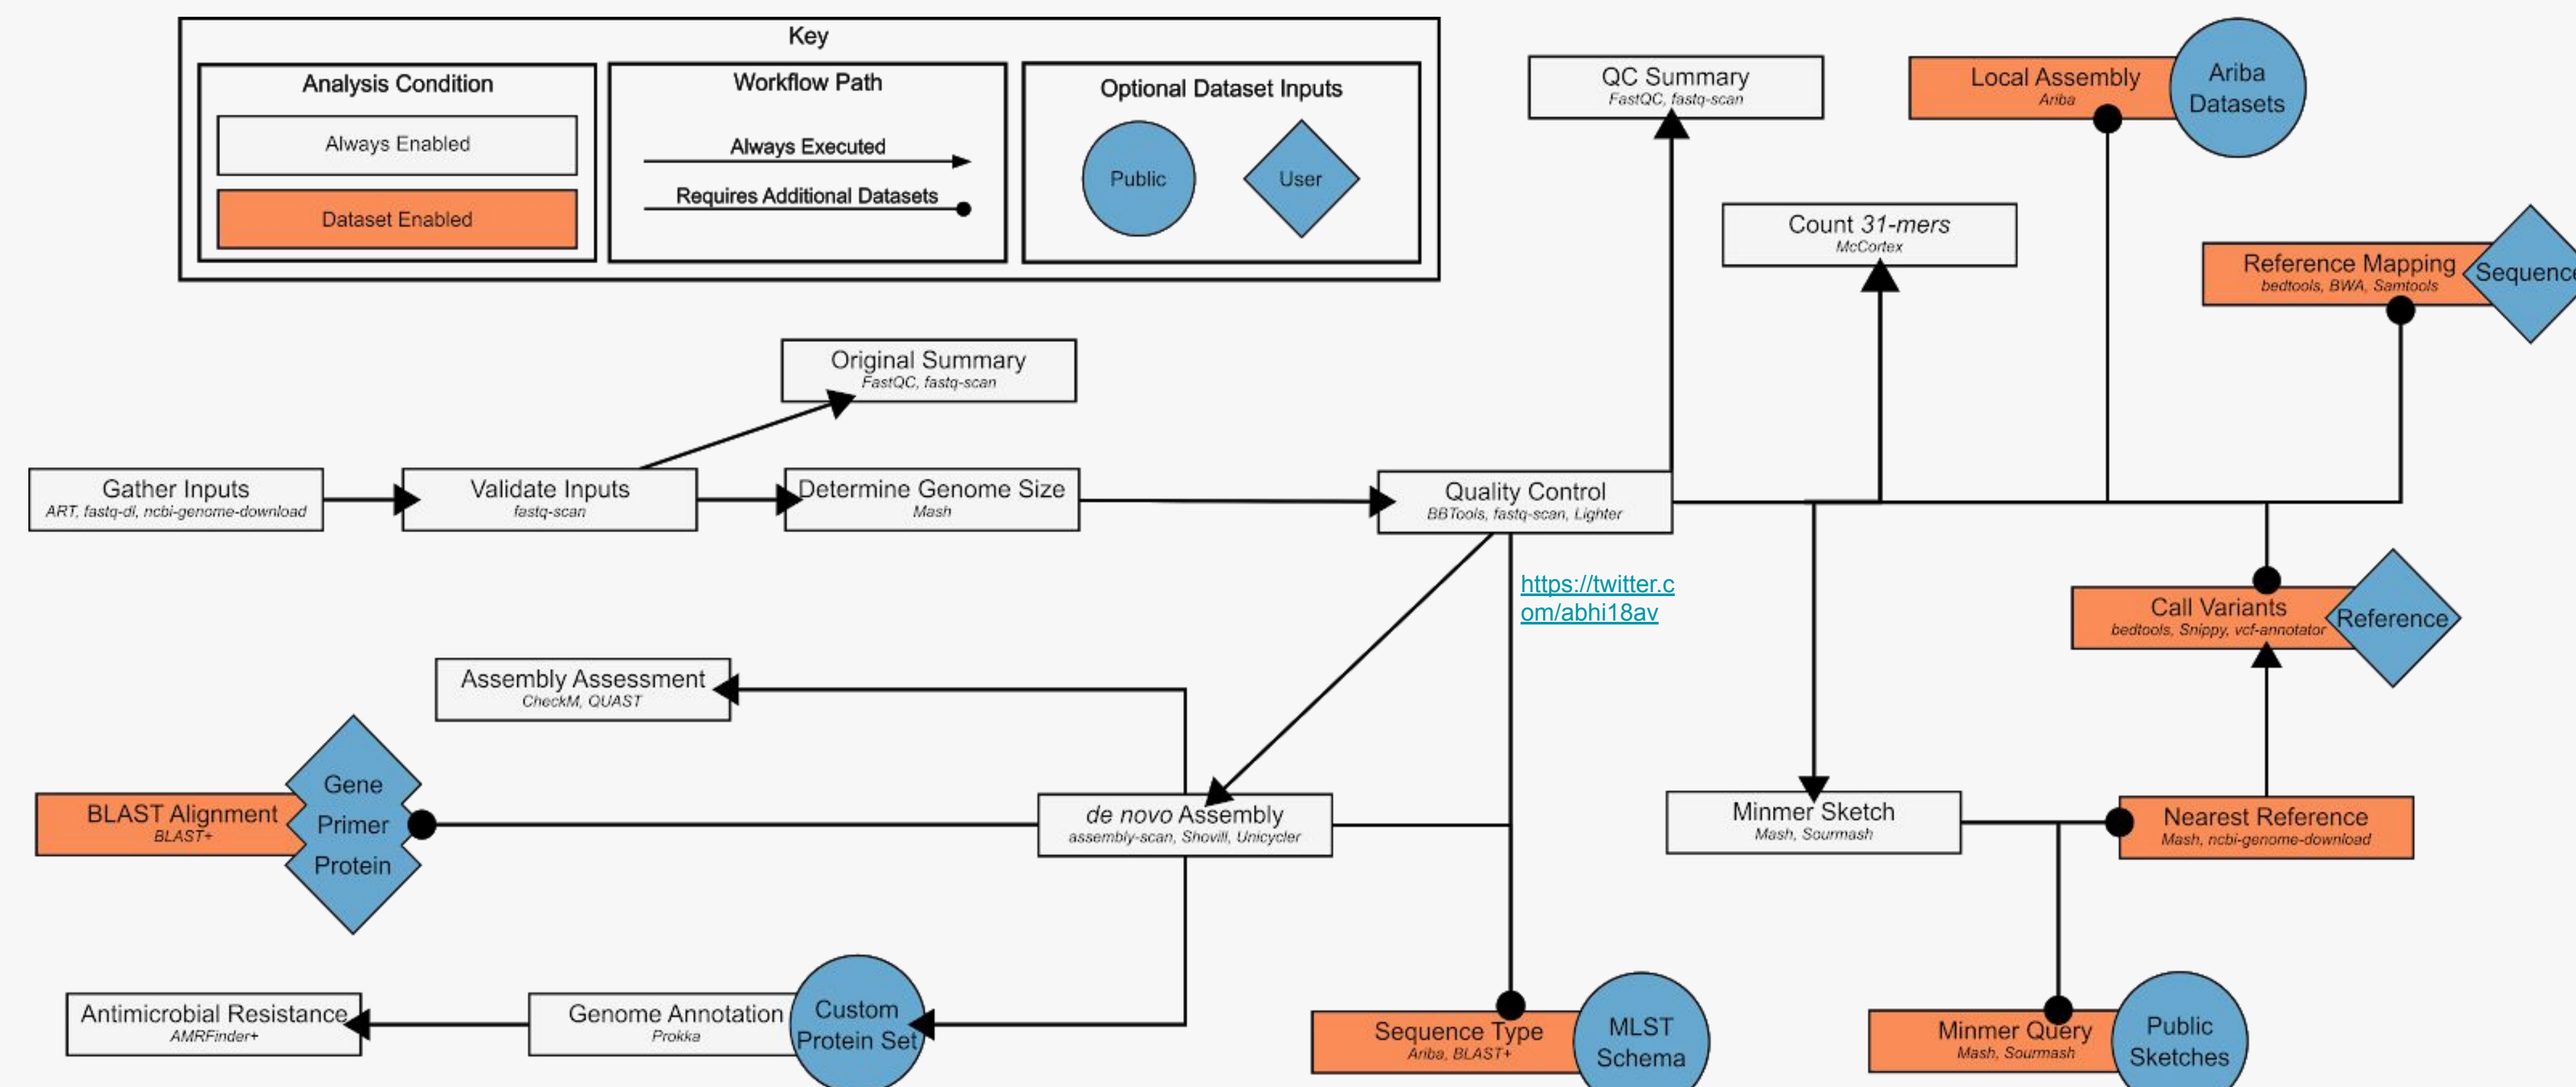 Key
Analysis Condition
Always Enabled
Dataset Enabled
Workflow Path
Always Executed
Requires Additional Datasets
Optional Dataset Inputs
Public
User
QC Summary
FastQC, fastq-scan
Local Assembly
Ariba
Ariba
Datasets
Count 31-mers
McCortex
Reference Mapping
bedtools, BWA, Samtools
Sequence
Original Summary
FastQC, fastq-scan
Gather Inputs
ART, fastq-dl, ncbi-genome-download
Validate Inputs
fastq-scan
Determine Genome Size
Mash
Quality Control
BBTools, fastq-scan, Lighter
https://twitter.c
om/abhi18av
Call Variants
bedtools, Snippy, vcf-annotator
Reference
Assembly Assessment
CheckM, QUAST
BLAST Alignment
BLAST+
Gene
Primer
Protein
de novo Assembly
assembly-scan, Shovill, Unicycler
Minmer Sketch
Mash, Sourmash
Nearest Reference
Mash, ncbi-genome-download
Antimicrobial Resistance
AMRFinder+
Genome Annotation
Prokka
Custom
Protein Set
Sequence Type
Ariba, BLAST+
MLST
Schema
Minmer Query
Mash, Sourmash
Public
Sketches